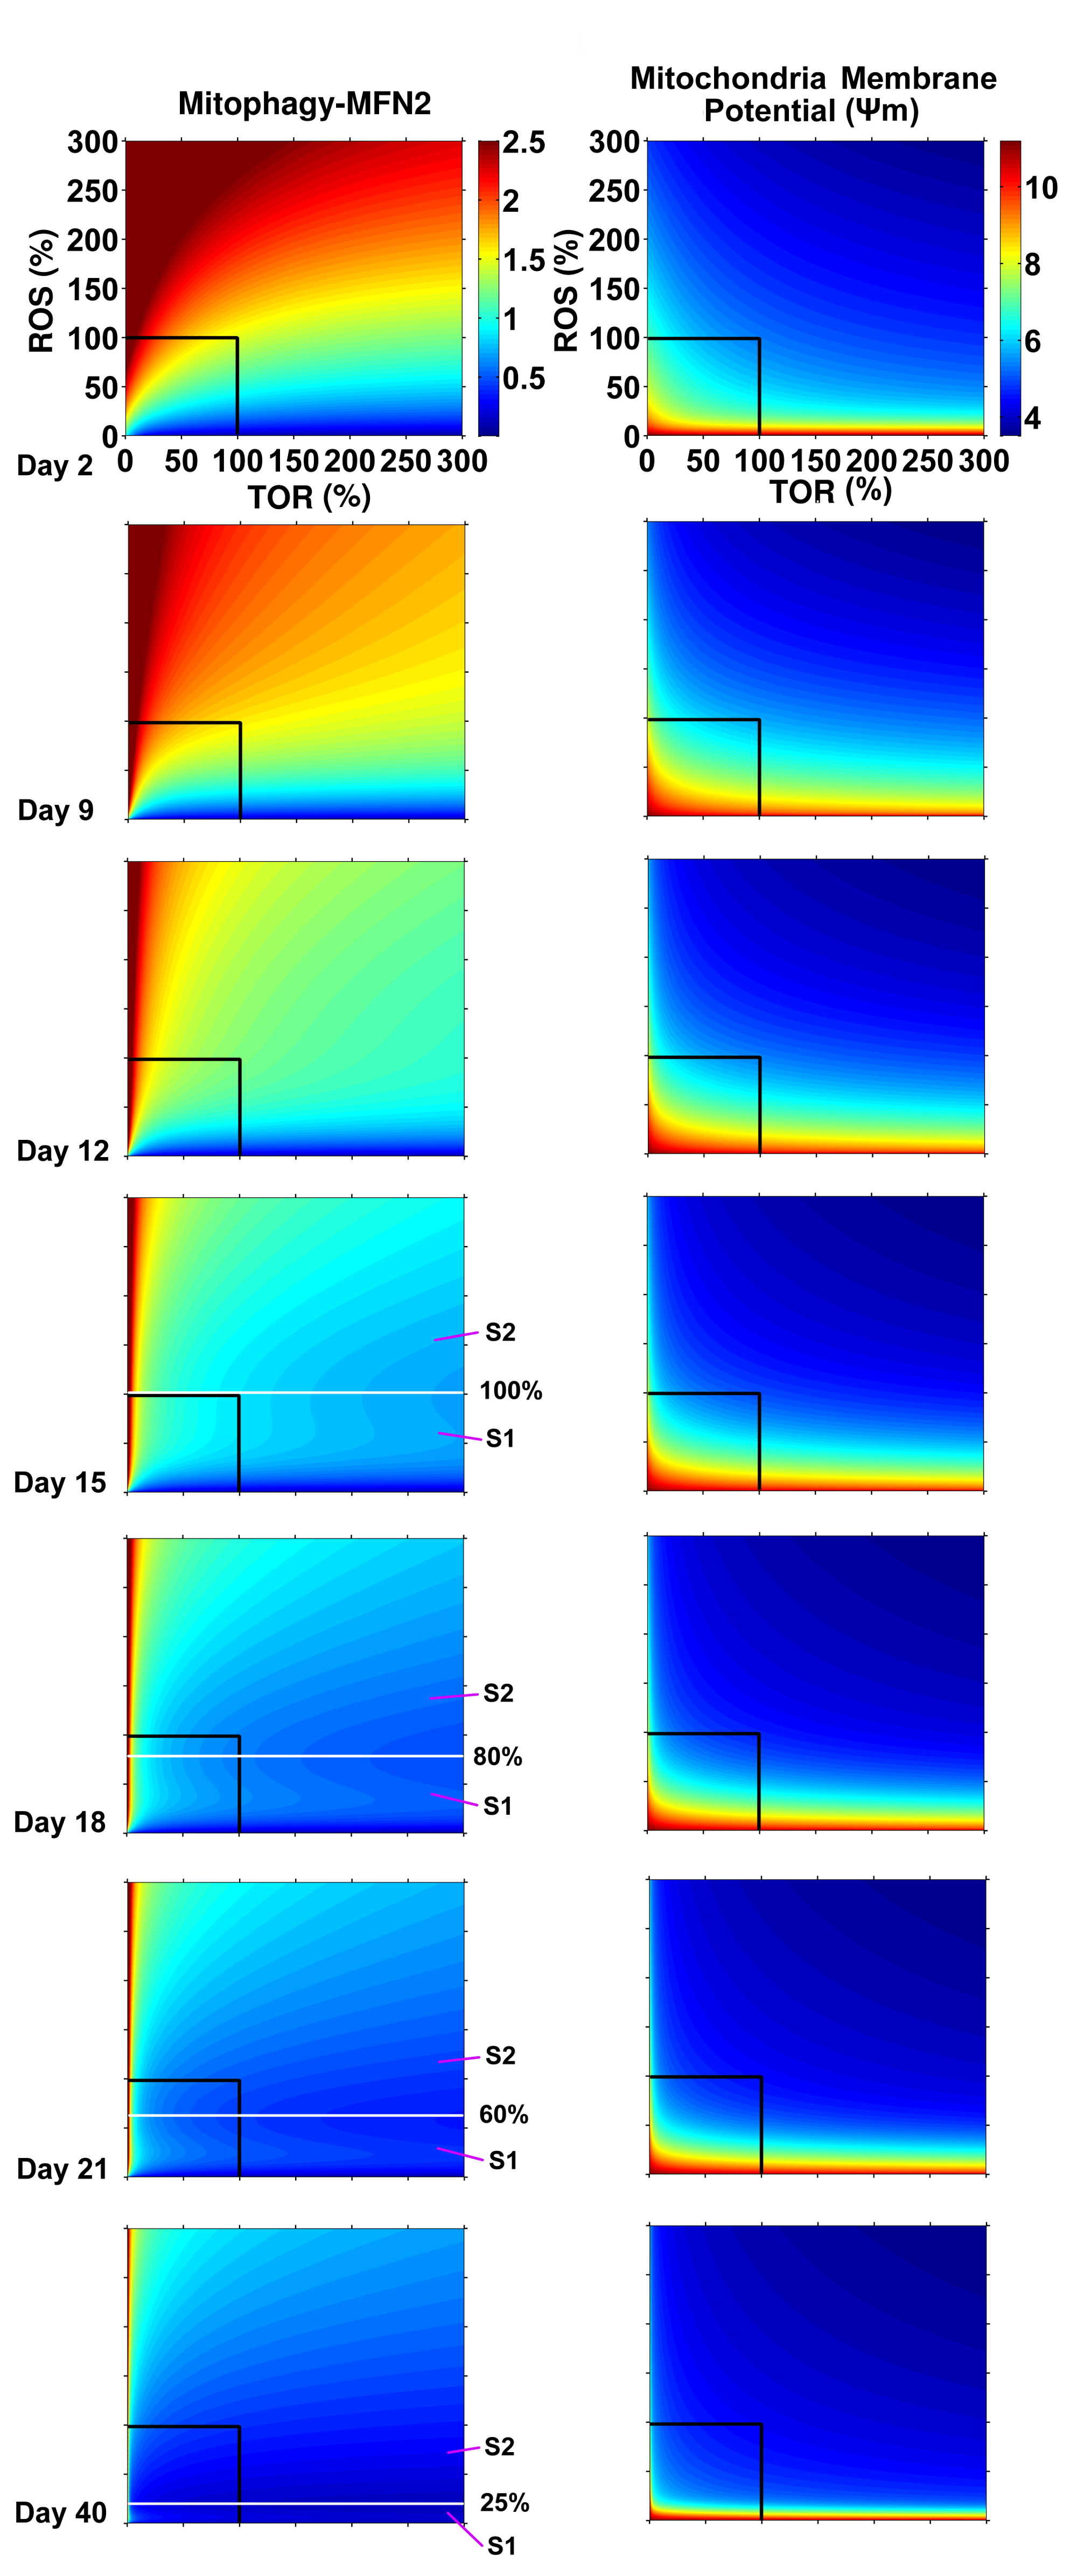 Mitophagy-MFN2
Mitochondria Membrane
Potential (Ψm)
300
250
200
150
100
50
0
ROS (%)
2.5
2
1.5
1
0.5
0 50 100 150 200 250 300
TOR (%)
300
250
200
150
100
50
0
ROS (%)
10
8
6
4
0 50 100 150 200 250 300
TOR (%)
Day 2
Day 9
Day 12
S2
100%
S1
Day 15
S2
80%
S1
Day 18
S2
60%
S1
Day 21
S2
25%
Day 40
S1